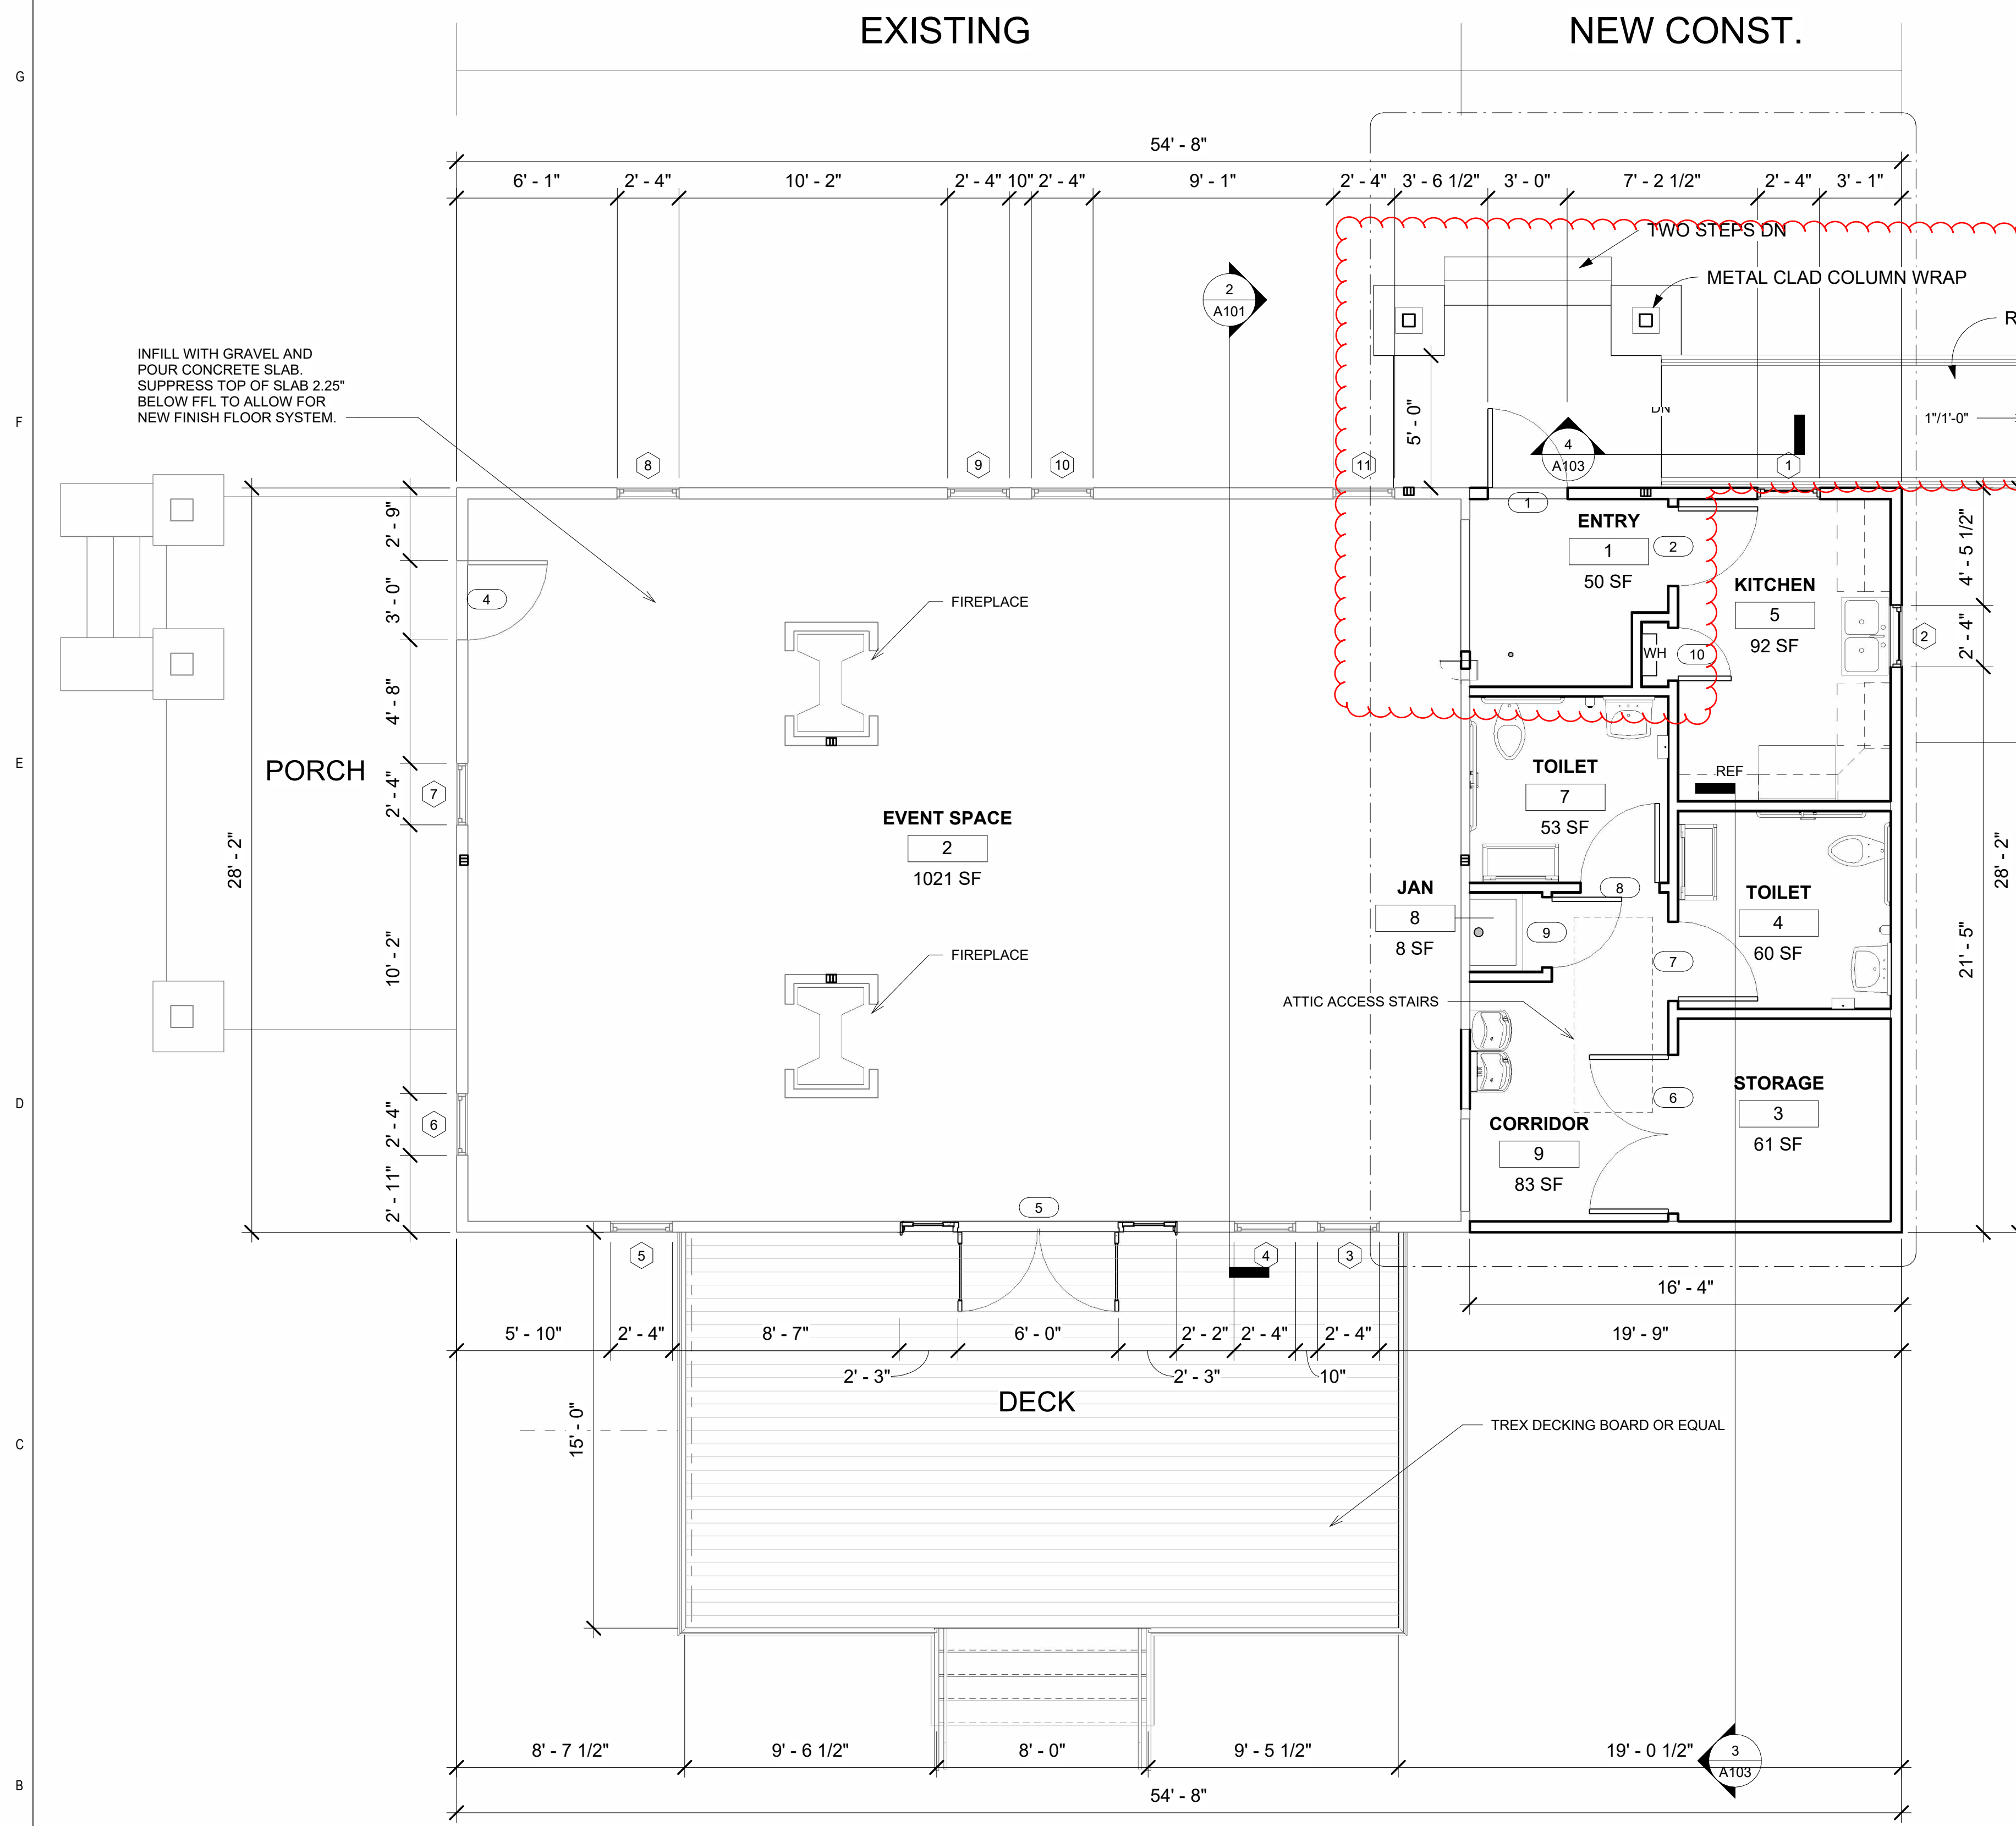 EXISTING
NEW CONST.
G
54' - 8"
6' - 1"
2' - 4"
10' - 2"
2' - 4"
10"
2' - 4"
9' - 1"
2' - 4"
3' - 6 1/2"
3' - 0"
7' - 2 1/2"
2' - 4"
3' - 1"
TWO STEPS DN
METAL CLAD COLUMN WRAP
2
A101
R
INFILL WITH GRAVEL AND
POUR CONCRETE SLAB.
SUPPRESS TOP OF SLAB 2.25"
BELOW FFL TO ALLOW FOR
NEW FINISH FLOOR SYSTEM.
F
5' - 0"
DN
1"/1'-0"
4
A103
8
9
10
11
1
1
2' - 9"
ENTRY
1
50 SF
2
4' - 5 1/2"
3' - 0"
4
FIREPLACE
KITCHEN
5
92 SF
2' - 4"
2
WH
10
4' - 8"
E
PORCH
2' - 4"
7
TOILET
7
53 SF
REF
28' - 2"
EVENT SPACE
2
1021 SF
28' - 2"
JAN
8
8 SF
8
9
TOILET
4
60 SF
7
10' - 2"
FIREPLACE
21' - 5"
ATTIC ACCESS STAIRS
D
2' - 4"
6
6
STORAGE
3
61 SF
CORRIDOR
9
83 SF
2' - 11"
5
5
4
3
16' - 4"
5' - 10"
2' - 4"
8' - 7"
6' - 0"
2' - 2"
2' - 4"
2' - 4"
19' - 9"
2' - 3"
2' - 3"
10"
DECK
15' - 0"
TREX DECKING BOARD OR EQUAL
C
8' - 7 1/2"
9' - 6 1/2"
8' - 0"
9' - 5 1/2"
19' - 0 1/2"
3
A103
B
54' - 8"